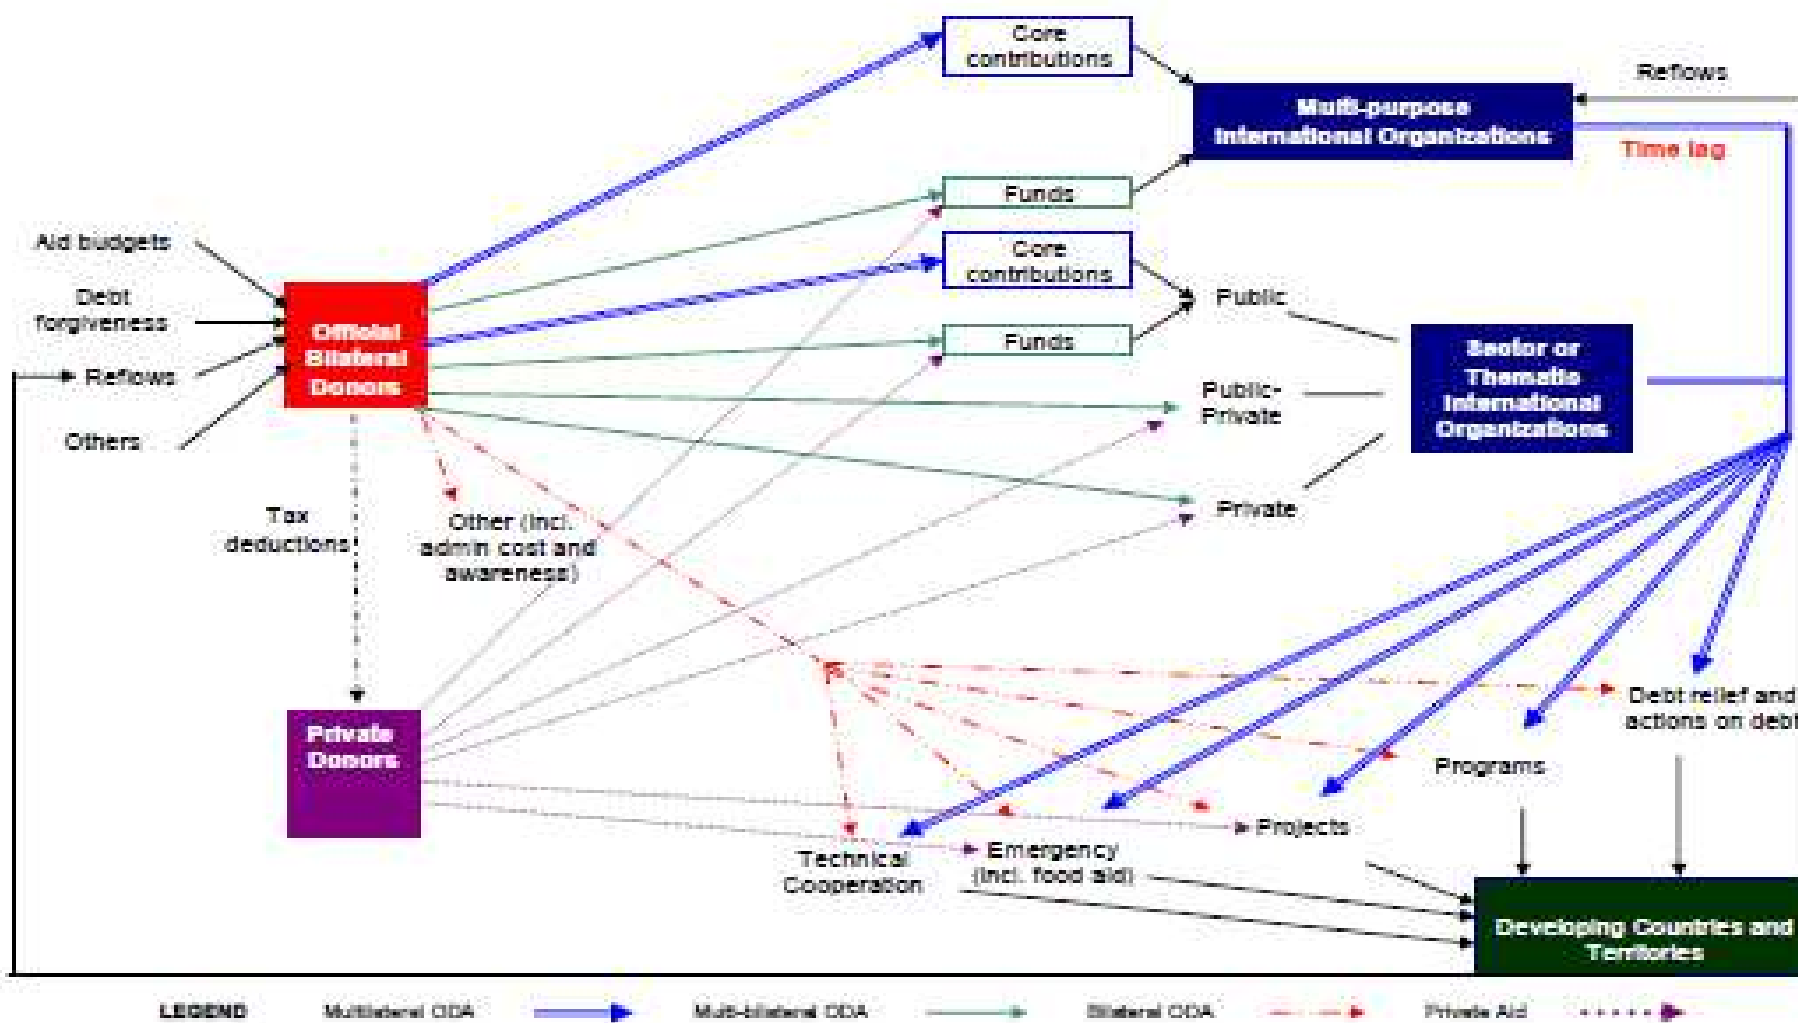 Core
contributions
Reflows
Multi-purpose
International Organizations
Time lag
Funds
Aid budgets
Core
contributions
Debt
forgiveness
Public
Official
Bilateral
Donors
Funds
Sector or
Thematic
International
Organizations
Reflows
Public-
Private
Others
Private
Tax
deductions
Other (incl.
admin cost and
awareness)
Debt relief and
actions on debt
Private
Donors
Programs
Projects
Technical
Cooperation
Emergency
(incl. food aid)
Developing Countries and
Territories
LEGEND Multilateral ODA Multi-bilateral ODA Bilateral ODA Private Aid